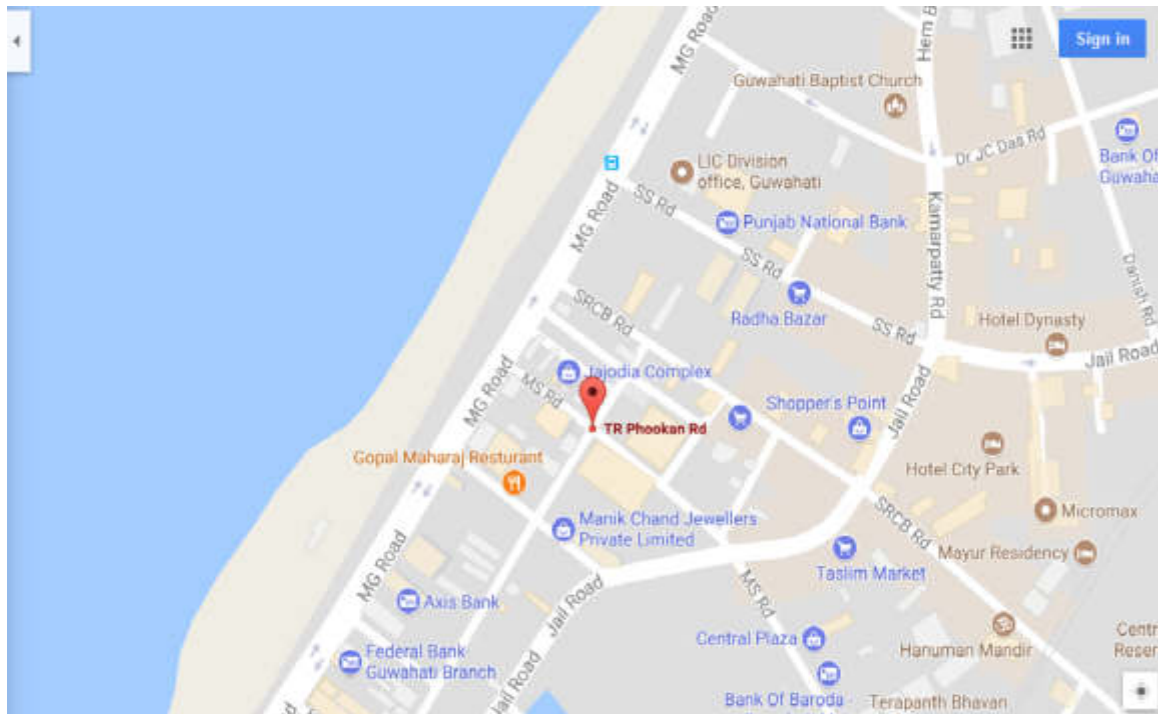 Sign in
MG Road
Hem B
Guwahati Baptist Church
Dr JC Das Rd
Bank Of
Guwaha
LIC Division
office, Guwahati
SS Rd
Punjab National Bank
MG Road
Kamarpatty Rd
SS Rd
Danish Rd
SRCB Rd
Radha Bazar
SS Rd
Hotel Dynasty
Jail Road
MG Road
MS Rd
Jajodia Complex
Shopper's Point
Jail Road
TR Phookan Rd
Gopal Maharaj Resturant
Hotel City Park
Micromax
SRCB Rd
Manik Chand Jewellers
Private Limited
Mayur Residency
MG Road
Taslim Market
MS Rd
Axis Bank
Jail Road
Central Plaza
Hanuman Mandir
Centr
Reser
Federal Bank
Guwahati Branch
Jail Road
Bank Of Baroda
Terapanth Bhavan